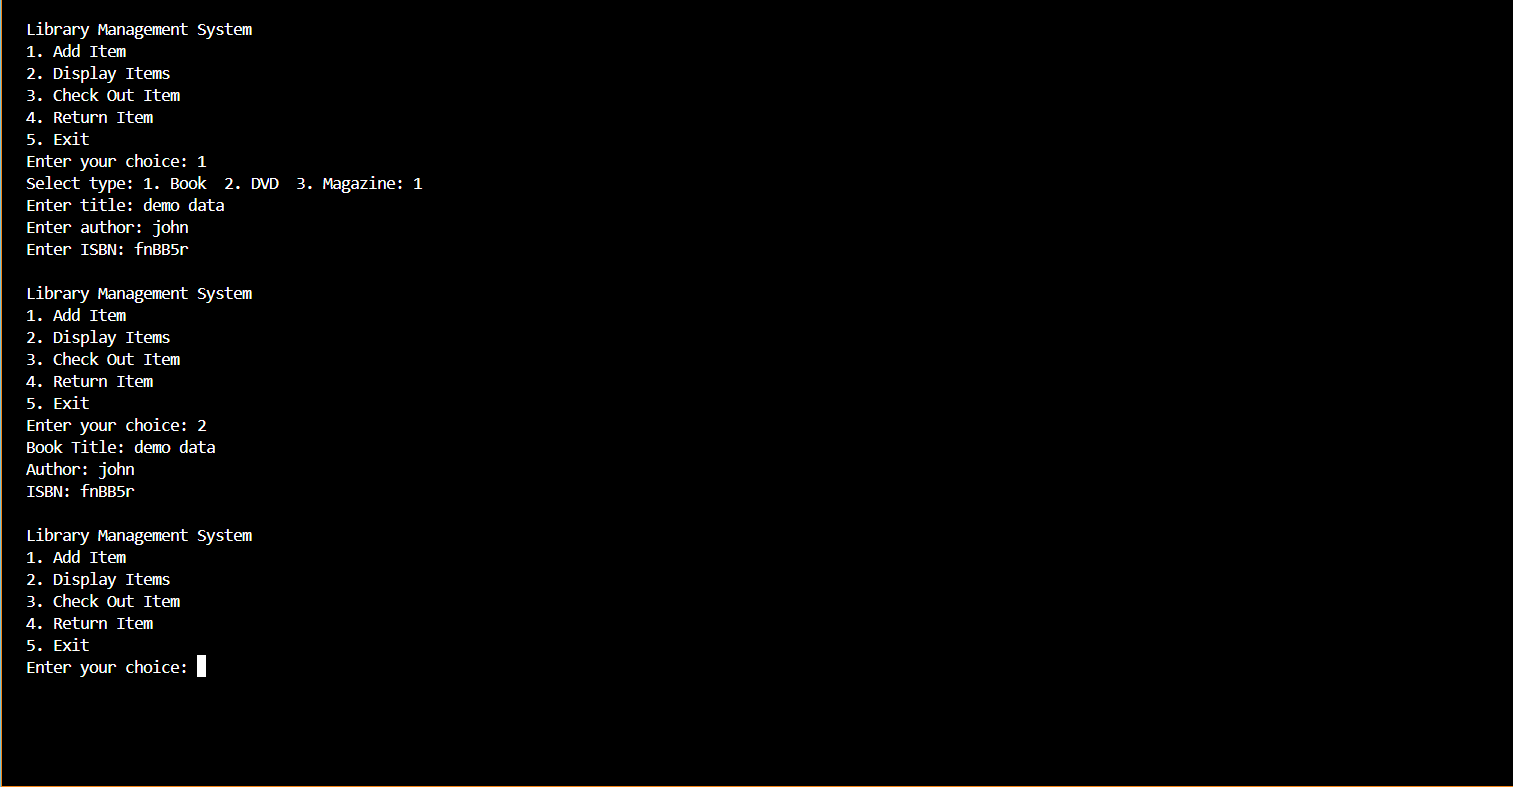 Library Management System
1. Add Item
2. Display Items
3. Check Out Item
4. Return Item
5. Exit
Enter your choice: 1
Select type: 1. Book  2. DVD  3. Magazine: 1
Enter title: demo data
Enter author: john
Enter ISBN: fnBB5r

Library Management System
1. Add Item
2. Display Items
3. Check Out Item
4. Return Item
5. Exit
Enter your choice: 2
Book Title: demo data
Author: john
ISBN: fnBB5r

Library Management System
1. Add Item
2. Display Items
3. Check Out Item
4. Return Item
5. Exit
Enter your choice: